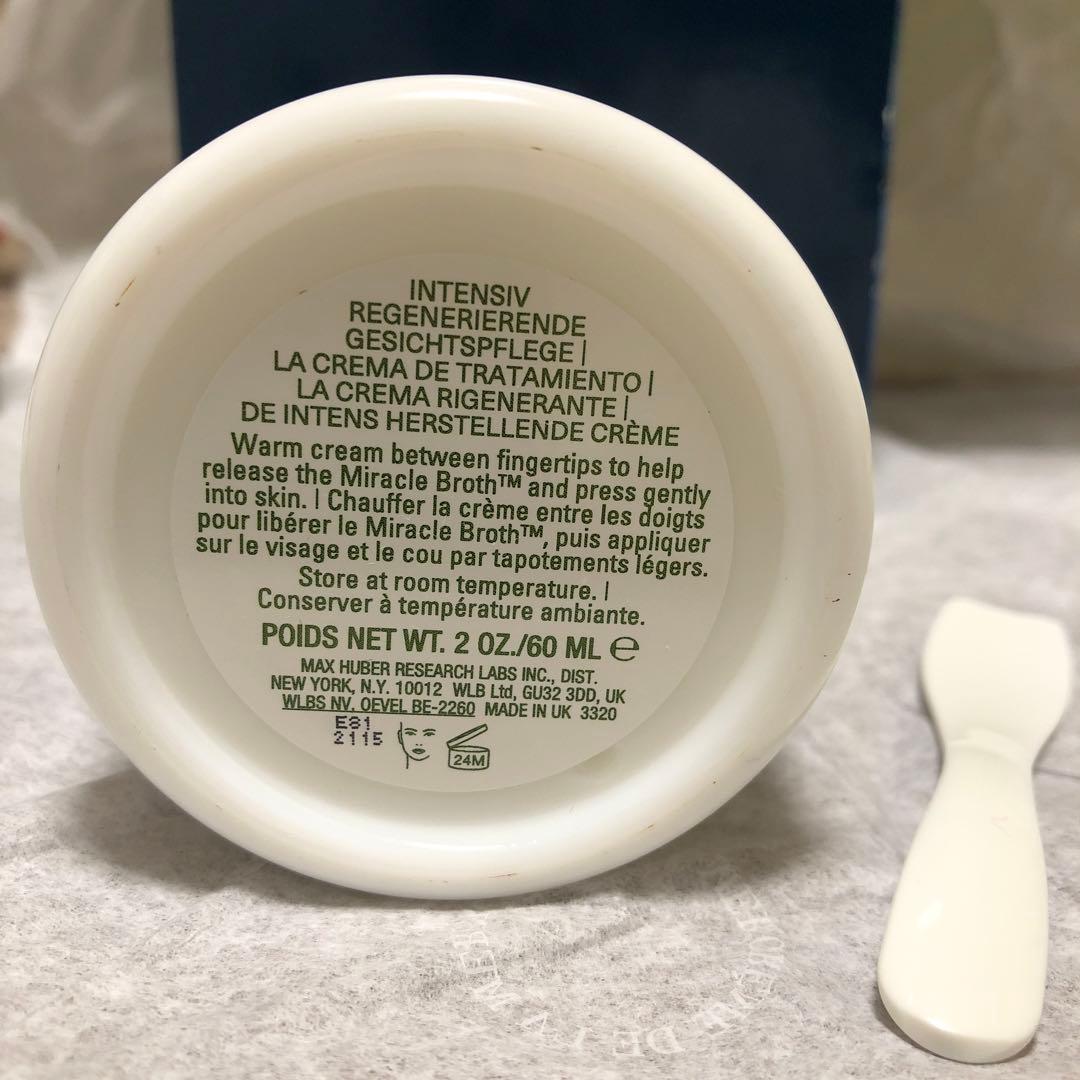 INTENSIV
REGENERIERENDE
GESICHTSPFLEGE |
LA CREMA DE TRATAMIENTO |
LA CREMA RIGENERANTE |
DE INTENS HERSTELLENDE CRÈME
Warm cream between fingertips to help
release the Miracle Broth™ and press gently
into skin. | Chauffer la crème entre les doigts
pour libérer le Miracle Broth™, puis appliquer
sur le visage et le cou par tapotements légers.
Store at room temperature. |
Conserver à température ambiante.
POIDS NET WT. 2 OZ./60 ML ℮
MAX HUBER RESEARCH LABS INC., DIST.
NEW YORK, N.Y. 10012 WLB Ltd, GU32 3DD, UK
WLBS NV, OEVEL BE-2260 MADE IN UK 3320
E81
2115
24M